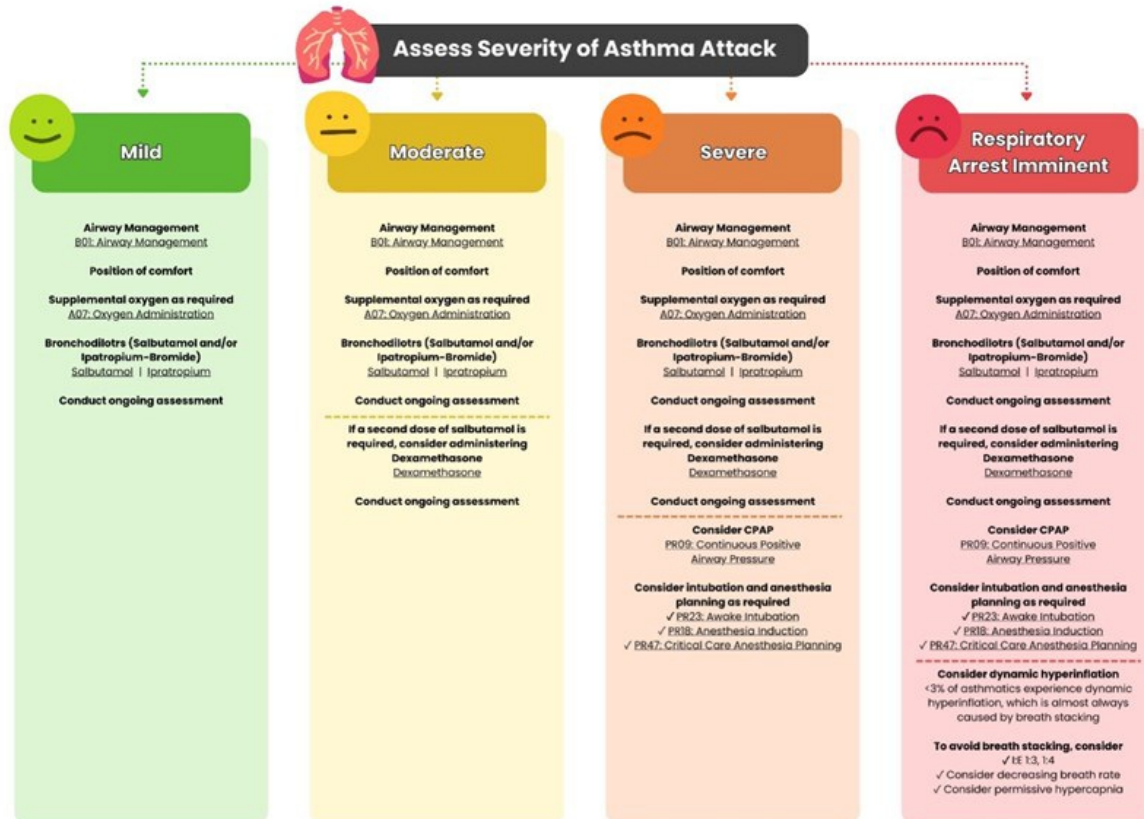 Assess Severity of Asthma Attack
Mild
Airway Management
B01: Airway Management
Position of comfort
Supplemental oxygen as required
A07: Oxygen Administration
Bronchodilotrs (Salbutamol and/or
Ipatropium-Bromide)
Salbutamol | Ipratropium
Conduct ongoing assessment
Moderate
Airway Management
B01: Airway Management
Position of comfort
Supplemental oxygen as required
A07: Oxygen Administration
Bronchodilotrs (Salbutamol and/or
Ipatropium-Bromide)
Salbutamol | Ipratropium
Conduct ongoing assessment
If a second dose of salbutamol is
required, consider administering
Dexamethasone
Dexamethasone
Conduct ongoing assessment
Severe
Airway Management
B01: Airway Management
Position of comfort
Supplemental oxygen as required
A07: Oxygen Administration
Bronchodilotrs (Salbutamol and/or
Ipatropium-Bromide)
Salbutamol | Ipratropium
Conduct ongoing assessment
If a second dose of salbutamol is
required, consider administering
Dexamethasone
Dexamethasone
Conduct ongoing assessment
Consider CPAP
PR09: Continuous Positive
Airway Pressure
Consider intubation and anesthesia
planning as required
✓ PR23: Awake Intubation
✓ PR18: Anesthesia Induction
✓ PR47: Critical Care Anesthesia Planning
Respiratory
Arrest Imminent
Airway Management
B01: Airway Management
Position of comfort
Supplemental oxygen as required
A07: Oxygen Administration
Bronchodilotrs (Salbutamol and/or
Ipatropium-Bromide)
Salbutamol | Ipratropium
Conduct ongoing assessment
If a second dose of salbutamol is
required, consider administering
Dexamethasone
Dexamethasone
Conduct ongoing assessment
Consider CPAP
PR09: Continuous Positive
Airway Pressure
Consider intubation and anesthesia
planning as required
✓ PR23: Awake Intubation
✓ PR18: Anesthesia Induction
✓ PR47: Critical Care Anesthesia Planning
Consider dynamic hyperinflation
<3% of asthmatics experience dynamic
hyperinflation, which is almost always
caused by breath stacking
To avoid breath stacking, consider
✓ I:E 1:3, 1:4
✓ Consider decreasing breath rate
✓ Consider permissive hypercapnia